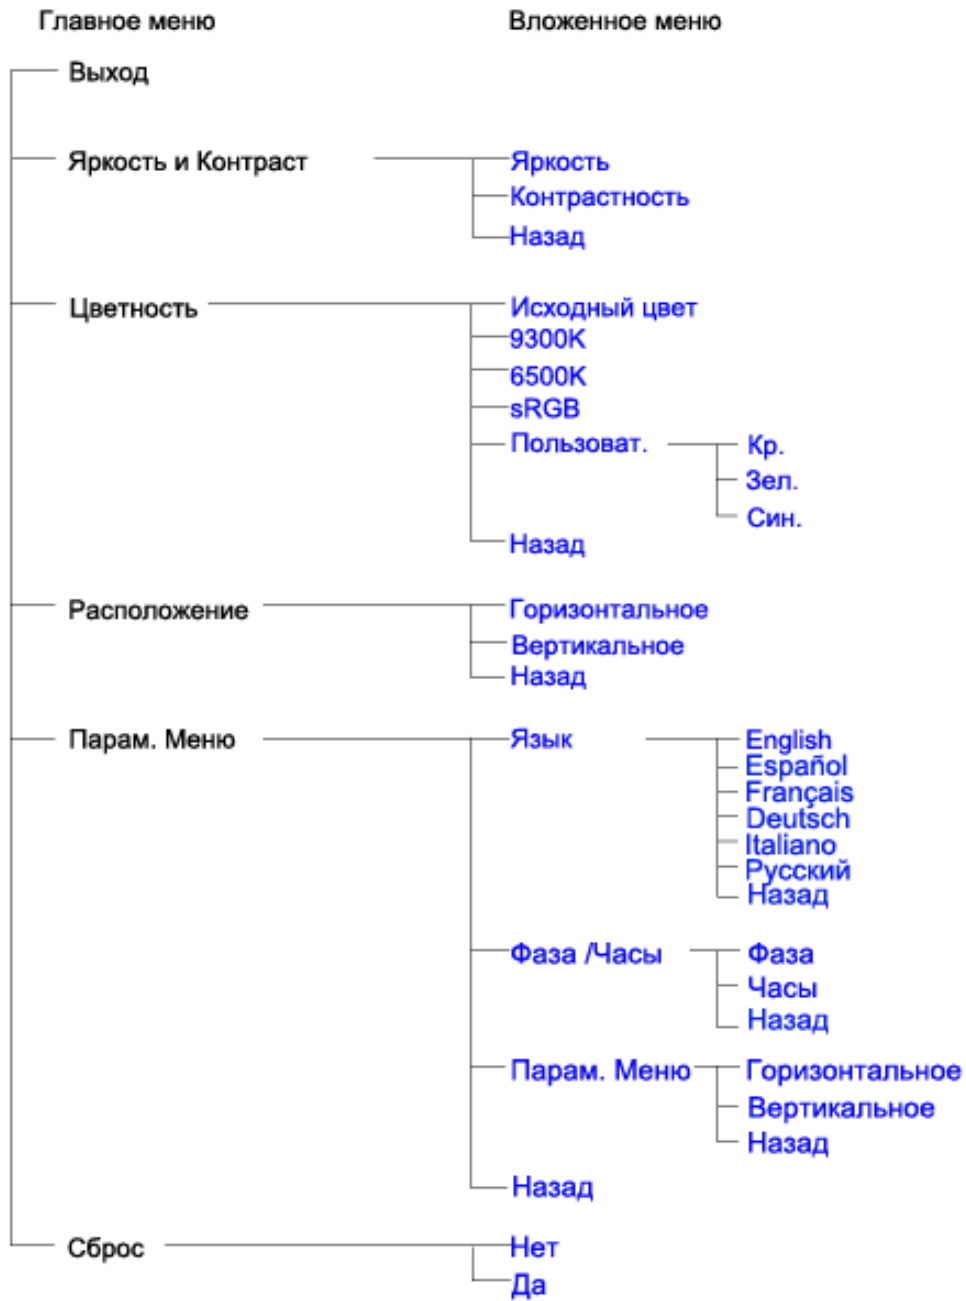 Главное меню Вложенное меню
Выход
Яркость и Контраст Яркость
Контрастность
Назад
Цветность Исходный цвет
9300K
6500K
sRGB
Пользоват. Кр.
Зел.
Син.
Назад
Расположение Горизонтальное
Вертикальное
Назад
Парам. Меню Язык English
Español
Français
Deutsch
Italiano
Русский
Назад
Фаза /Часы Фаза
Часы
Назад
Парам. Меню Горизонтальное
Вертикальное
Назад
Назад
Сброс Нет
Да